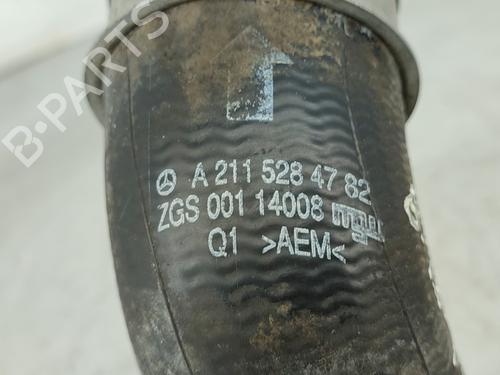 B-PARTS
A 211 528 47 82
ZGS 001 14008
Q1 >AEM<